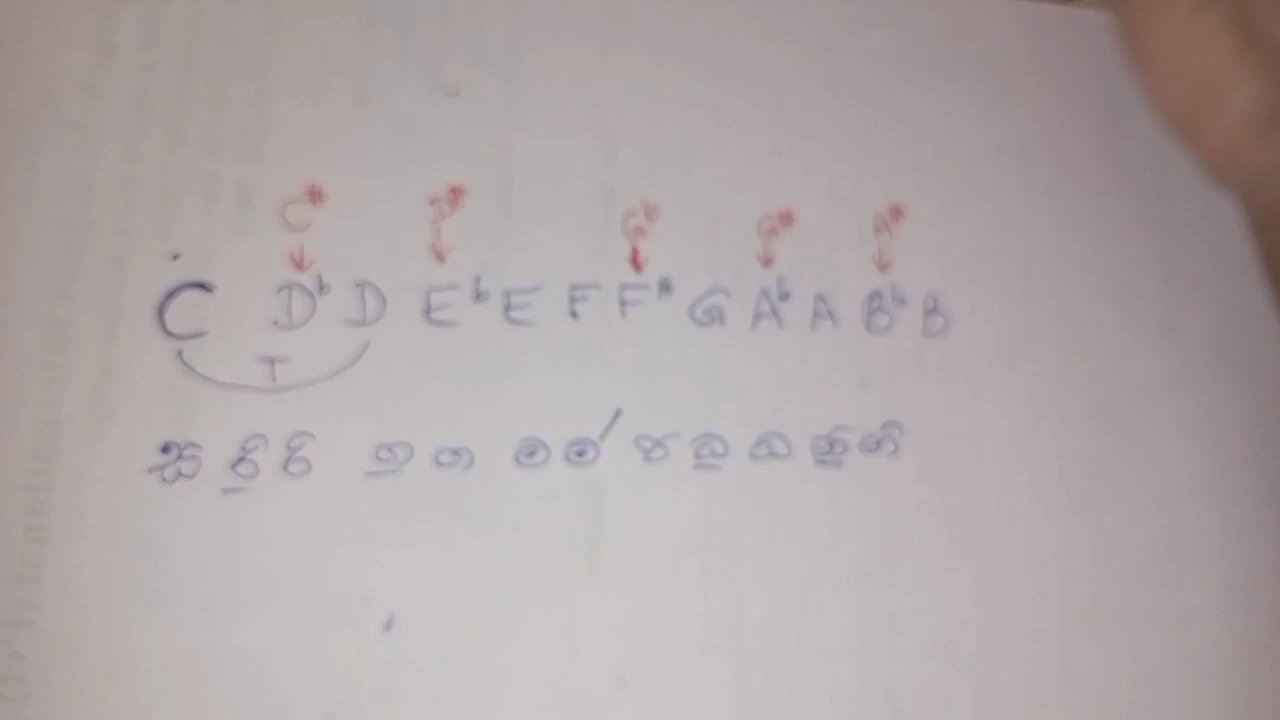 C# D# Gb G# A#
C Db D Eb E F F# G Ab A Bb B
T
ස රි රි ග ග ම ම' ප ධ ධ නි නි